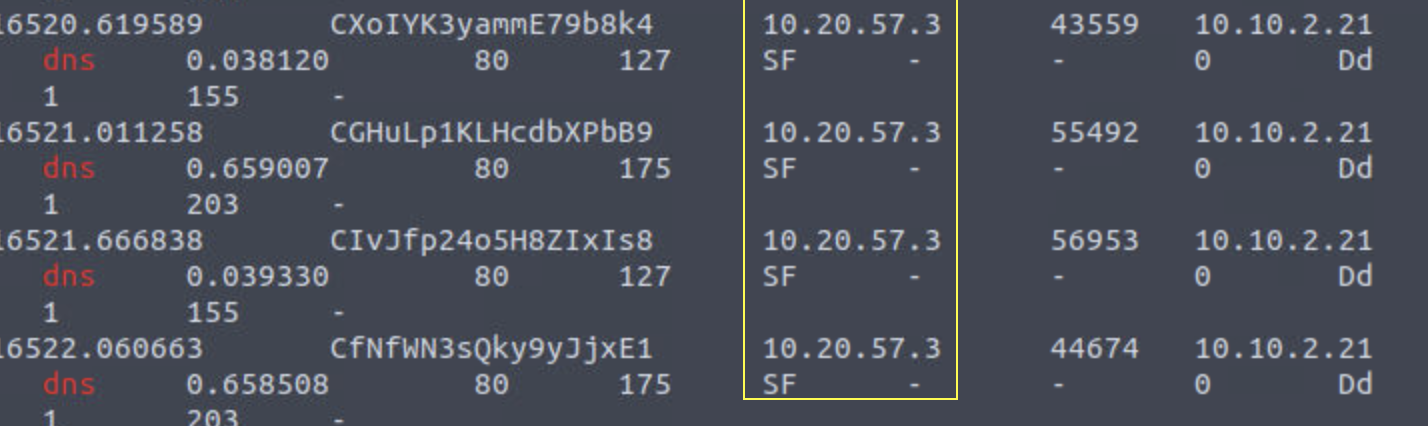 16520.619589 CXoIYK3yammE79b8k4 10.20.57.3 43559 10.10.2.21
dns 0.038120 80 127 SF - - 0 Dd
1 155 -
16521.011258 CGHuLp1KLHcdbXPbB9 10.20.57.3 55492 10.10.2.21
dns 0.659007 80 175 SF - - 0 Dd
1 203 -
16521.666838 CIvJfp24o5H8ZIxIs8 10.20.57.3 56953 10.10.2.21
dns 0.039330 80 127 SF - - 0 Dd
1 155 -
16522.060663 CfNfWN3sQky9yJjxE1 10.20.57.3 44674 10.10.2.21
dns 0.658508 80 175 SF - - 0 Dd
1 203 -